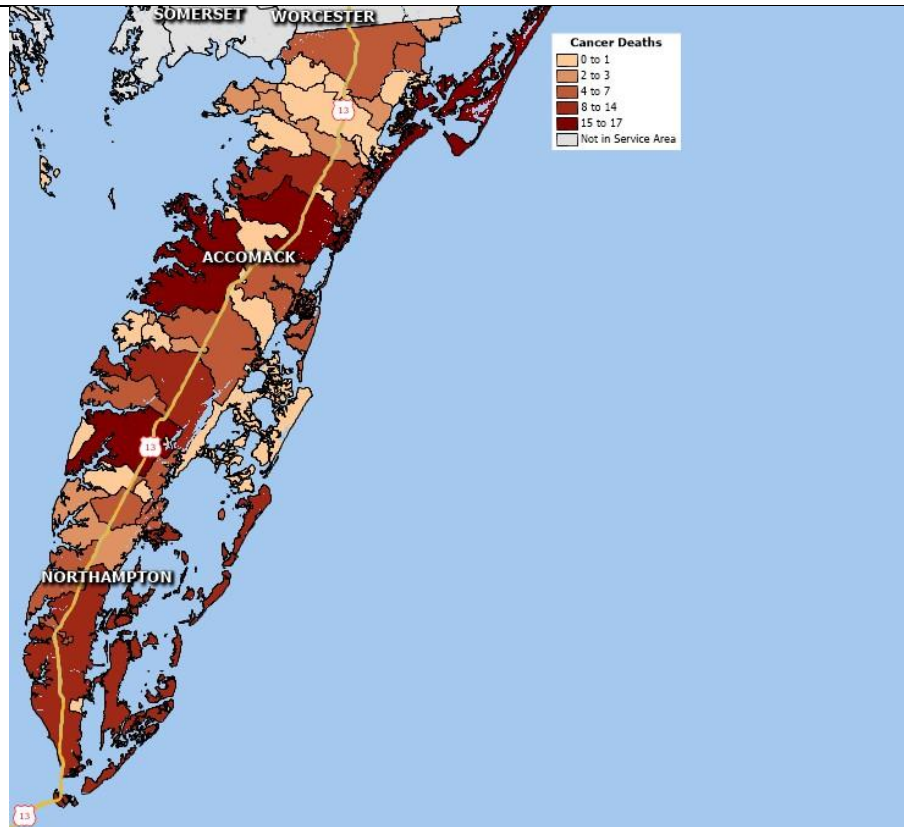 SOMERSET
WORCESTER
Cancer Deaths
0 to 1
2 to 3
4 to 7
8 to 14
15 to 17
Not in Service Area
13
ACCOMACK
13
NORTHAMPTON
13